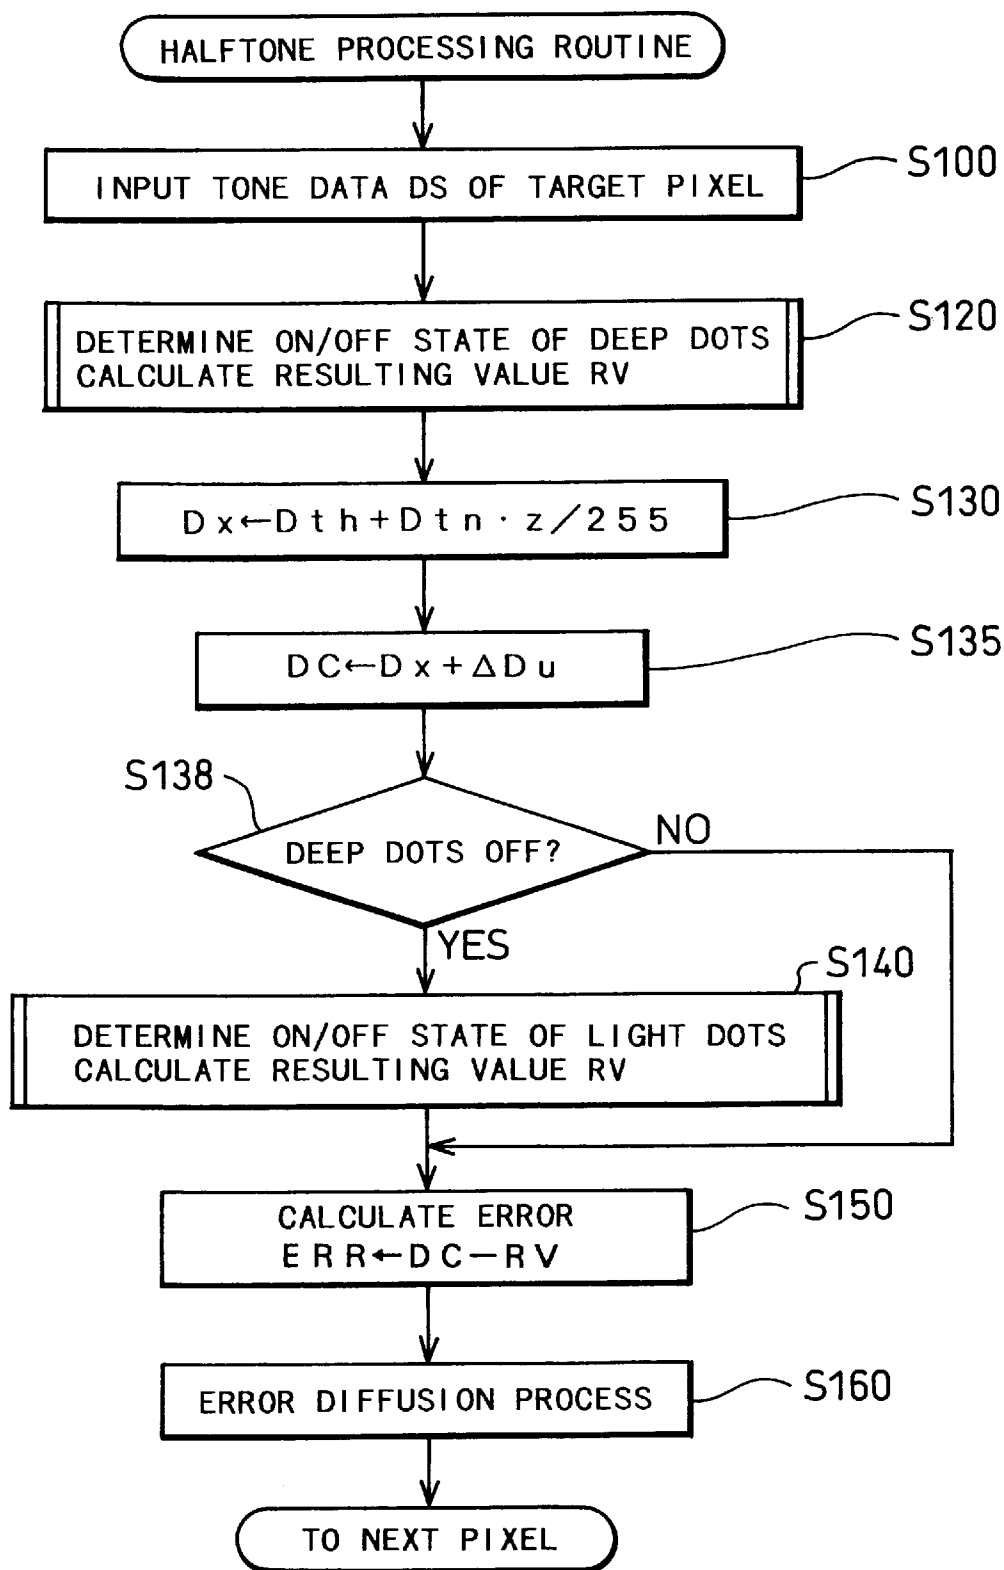 HALFTONE PROCESSING ROUTINE
INPUT TONE DATA DS OF TARGET PIXEL
S100
DETERMINE ON/OFF STATE OF DEEP DOTS
CALCULATE RESULTING VALUE RV
S120
Dx←Dth+Dtn·z/255
S130
DC←Dx+ΔDu
S135
S138
DEEP DOTS OFF?
NO
YES
S140
DETERMINE ON/OFF STATE OF LIGHT DOTS
CALCULATE RESULTING VALUE RV
CALCULATE ERROR
ERR←DC−RV
S150
ERROR DIFFUSION PROCESS
S160
TO NEXT PIXEL